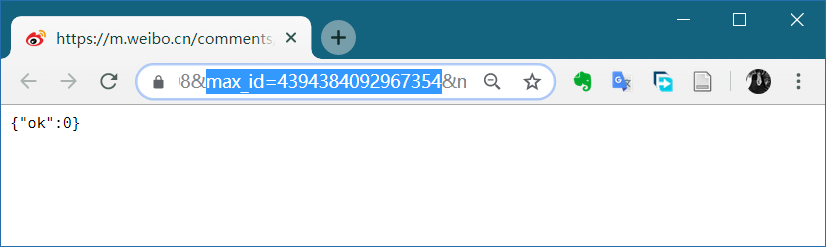 https://m.weibo.cn/comments
8&max_id=4394384092967354&n
{"ok":0}